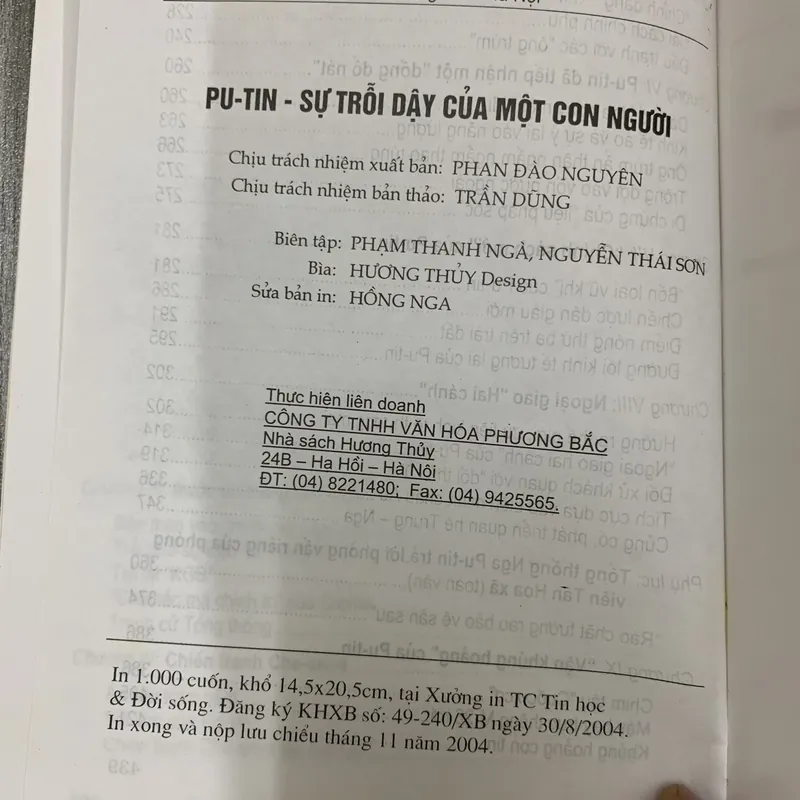 PU-TIN - SỰ TRỖI DẬY CỦA MỘT CON NGƯỜI
Chịu trách nhiệm xuất bản: PHAN ĐÀO NGUYÊN
Chịu trách nhiệm bản thảo: TRẦN DŨNG
Biên tập: PHẠM THANH NGÀ, NGUYỄN THÁI SƠN
Bìa: HƯƠNG THỦY Design
Sửa bản in: HỒNG NGA
Thực hiện liên doanh
CÔNG TY TNHH VĂN HÓA PHƯƠNG BẮC
Nhà sách Hương Thủy
24B – Hạ Hồi – Hà Nội
ĐT: (04) 8221480; Fax: (04) 9425565.
In 1.000 cuốn, khổ 14,5x20,5cm, tại Xưởng in TC Tin học
& Đời sống. Đăng ký KHXB số: 49-240/XB ngày 30/8/2004.
In xong và nộp lưu chiểu tháng 11 năm 2004.